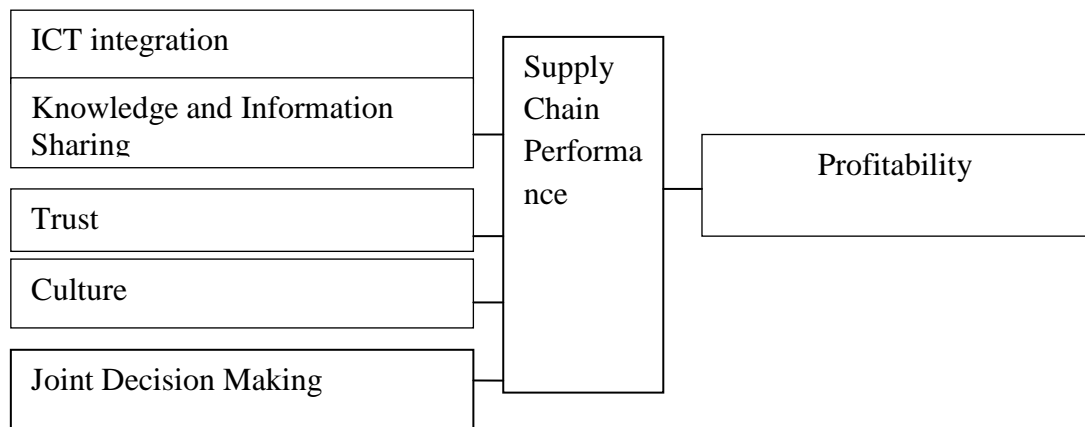 ICT integration
Knowledge and Information
Sharing
Trust
Culture
Joint Decision Making
Supply
Chain
Performa
nce
Profitability